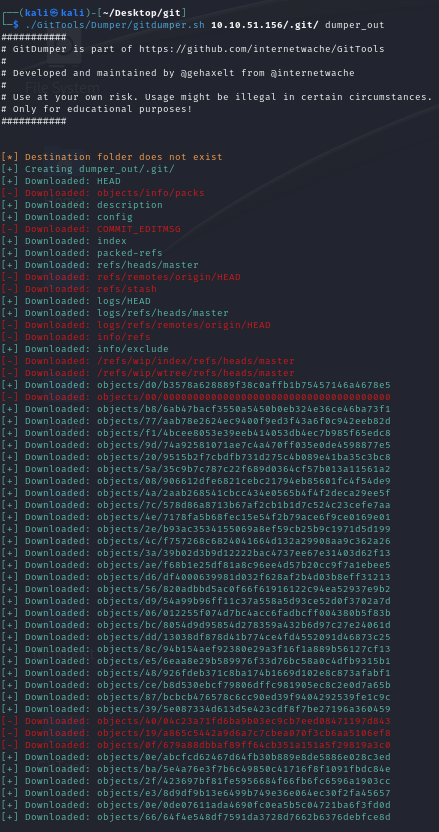 ┌──(kali㉿kali)-[~/Desktop/git]
└─$ ./GitTools/Dumper/gitdumper.sh 10.10.51.156/.git/ dumper_out
###########
# GitDumper is part of https://github.com/internetwache/GitTools
#
# Developed and maintained by @gehaxelt from @internetwache
#
# Use at your own risk. Usage might be illegal in certain circumstances.
# Only for educational purposes!
###########
[*] Destination folder does not exist
[+] Creating dumper_out/.git/
[+] Downloaded: HEAD
[-] Downloaded: objects/info/packs
[+] Downloaded: description
[+] Downloaded: config
[-] Downloaded: COMMIT_EDITMSG
[+] Downloaded: index
[+] Downloaded: packed-refs
[+] Downloaded: refs/heads/master
[-] Downloaded: refs/remotes/origin/HEAD
[-] Downloaded: refs/stash
[+] Downloaded: logs/HEAD
[+] Downloaded: logs/refs/heads/master
[-] Downloaded: logs/refs/remotes/origin/HEAD
[-] Downloaded: info/refs
[+] Downloaded: info/exclude
[-] Downloaded: /refs/wip/index/refs/heads/master
[-] Downloaded: /refs/wip/wtree/refs/heads/master
[+] Downloaded: objects/d0/b3578a628889f38c0affb1b75457146a4678e5
[-] Downloaded: objects/00/00000000000000000000000000000000000000
[+] Downloaded: objects/b8/6ab47bacf3550a5450b0eb324e36ce46ba73f1
[+] Downloaded: objects/77/aab78e2624ec9400f9ed3f43a6f0c942eeb82d
[+] Downloaded: objects/f1/4bcee8053e39eeb414053db4ec7b985f65edc8
[+] Downloaded: objects/9d/74a92581071ae7c4a470ff035e0de4598877e5
[+] Downloaded: objects/20/9515b2f7cbdfb731d275c4b089e41ba35c3bc8
[+] Downloaded: objects/5a/35c9b7c787c22f689d0364cf57b013a11561a2
[+] Downloaded: objects/08/906612dfe6821cebc21794eb85601fc4f54de9
[+] Downloaded: objects/4a/2aab268541cbcc434e0565b4f4f2deca29ee5f
[+] Downloaded: objects/7c/578d86a8713b67af2cb1b1d7c524c23cefe7aa
[+] Downloaded: objects/4e/7178fa5b68fec15e54f2b79ace6f9ce0169e01
[+] Downloaded: objects/2e/b93ac3534155069a8ef59cb25b9c1971d5d199
[+] Downloaded: objects/4c/f757268c6824041664d132a29908aa9c362a26
[+] Downloaded: objects/3a/39b02d3b9d12222bac4737ee67e31403d62f13
[+] Downloaded: objects/ae/f68b1e25df81a8c96ee4d57b20cc9f7a1ebee5
[+] Downloaded: objects/d6/df4000639981d032f628af2b4d03b8eff31213
[+] Downloaded: objects/56/820adbbd5ac0f66f61916122c94ea52937e9b2
[+] Downloaded: objects/d9/54a99b96ff11c37a558a5d93ce52d0f3702a7d
[+] Downloaded: objects/06/012255f074d7bc4acc6fadbcff004380b5f83b
[+] Downloaded: objects/bc/8054d9d95854d278359a432b6d97c27e24061d
[+] Downloaded: objects/dd/13038df878d41b774ce4fd4552091d46873c25
[+] Downloaded: objects/8c/94b154aef92380e29a3f16f1a889b56127cf13
[+] Downloaded: objects/e5/6eaa8e29b589976f33d76bc58a0c4dfb9315b1
[+] Downloaded: objects/48/926fdeb371c8ba174b1669d102e8c873afabf1
[+] Downloaded: objects/ce/b8d530ebcf79806dffc981905ec8c2e0d7a65b
[+] Downloaded: objects/87/bcbcb476578c6cc90ed39f9404292539fe1c9c
[+] Downloaded: objects/39/5e087334d613d5e423cdf8f7be27196a360459
[-] Downloaded: objects/40/04c23a71fd6ba9b03ec9cb7eed08471197d843
[-] Downloaded: objects/19/a865c5442a9d6a7c7cbea070f3cb6aa5106ef8
[-] Downloaded: objects/0f/679a88dbbaf89ff64cb351a151a5f29819a3c0
[+] Downloaded: objects/0e/abcfcd62467d64fb30b889e8de5886e028c3ed
[+] Downloaded: objects/ba/5e4a76e3f7b6c49850c41716f8f1091fbdc84e
[+] Downloaded: objects/2f/423697bf81fe5956684f66fb6fc6596a1903cc
[+] Downloaded: objects/e3/8d9df9b13e6499b749e36e064ec30f2fa45657
[+] Downloaded: objects/0e/0de07611ada4690fc0ea5b5c04721ba6f3fd0d
[+] Downloaded: objects/66/64f4e548df7591da3728d7662b6376debfce8d